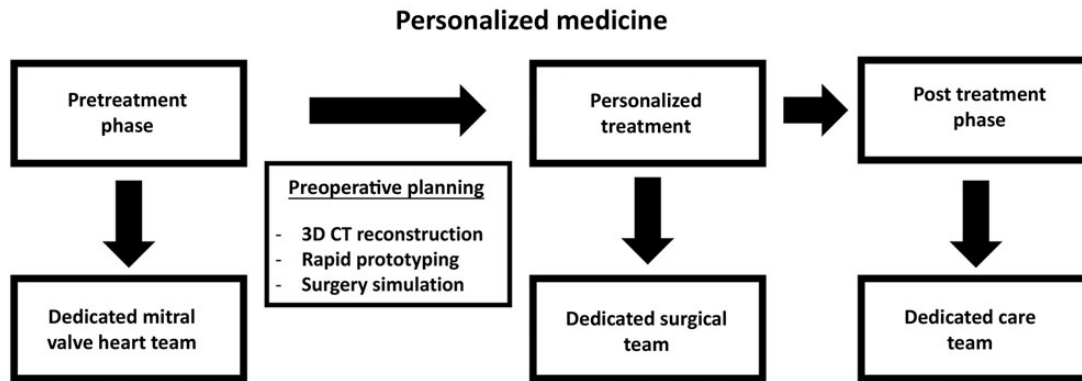 Personalized medicine
Pretreatment
phase
Personalized
treatment
Post treatment
phase
Preoperative planning
- 3D CT reconstruction
- Rapid prototyping
- Surgery simulation
Dedicated mitral
valve heart team
Dedicated surgical
team
Dedicated care
team